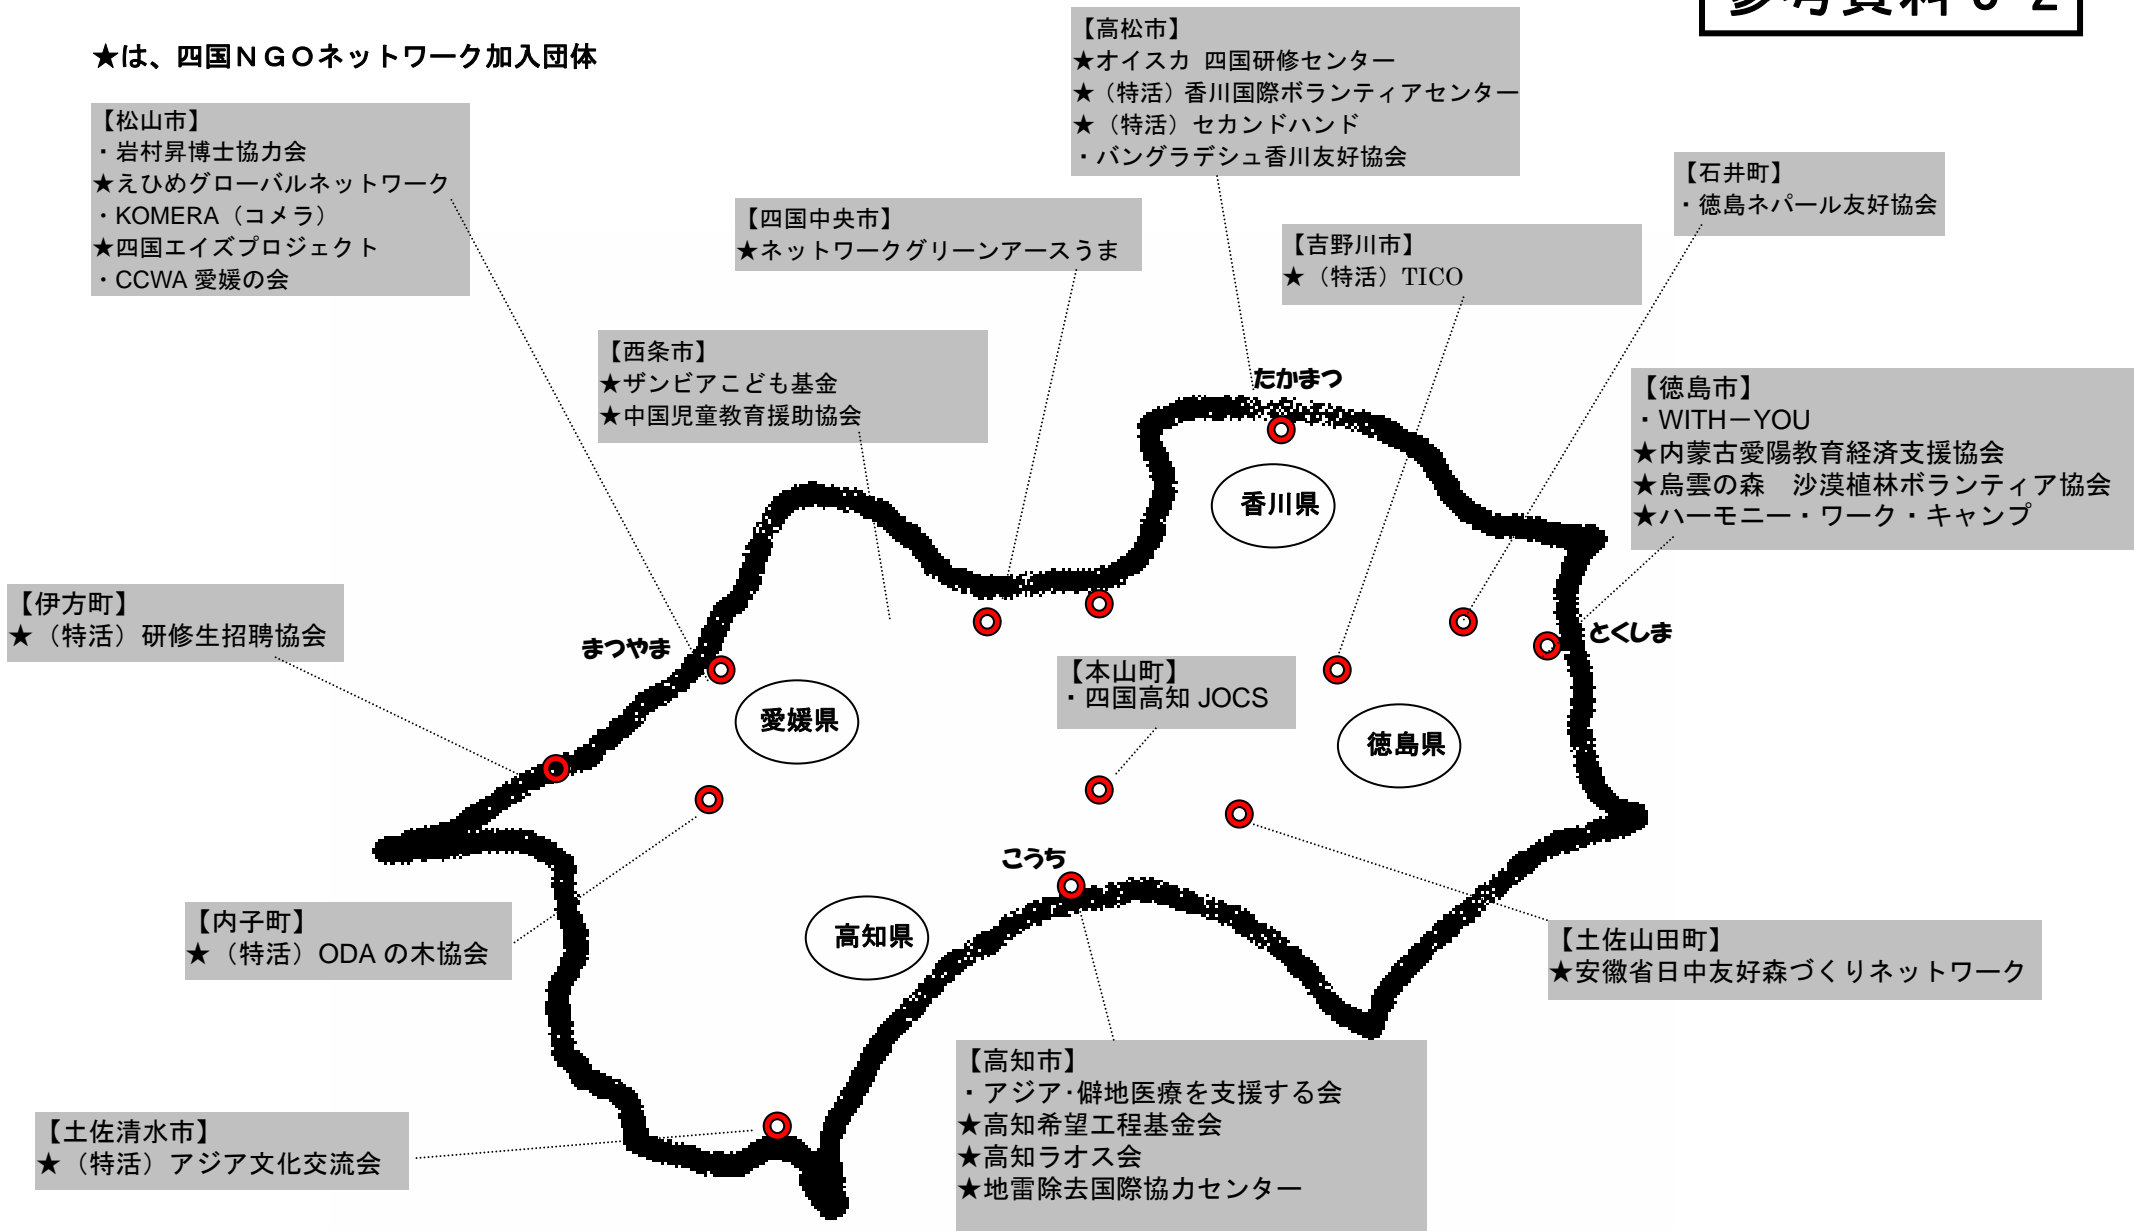 参考資料
★は、四国ＮＧＯネットワーク加入団体
【高松市】
★オイスカ 四国研修センター
★（特活）香川国際ボランティアセンター
★（特活）セカンドハンド
・バングラデシュ香川友好協会
【松山市】
・岩村昇博士協力会
★えひめグローバルネットワーク
・KOMERA（コメラ）
★四国エイズプロジェクト
・CCWA 愛媛の会
【四国中央市】
★ネットワークグリーンアースうま
【石井町】
・徳島ネパール友好協会
【吉野川市】
★（特活）TICO
【西条市】
★ザンビアこども基金
★中国児童教育援助協会
たかまつ
【徳島市】
・WITH－YOU
★内蒙古愛陽教育経済支援協会
★烏雲の森　沙漠植林ボランティア協会
★ハーモニー・ワーク・キャンプ
香川県
【伊方町】
★（特活）研修生招聘協会
まつやま
とくしま
【本山町】
・四国高知 JOCS
愛媛県
徳島県
こうち
【内子町】
★（特活）ODA の木協会
高知県
【土佐山田町】
★安徽省日中友好森づくりネットワーク
【高知市】
・アジア･僻地医療を支援する会
★高知希望工程基金会
★高知ラオス会
★地雷除去国際協力センター
【土佐清水市】
★（特活）アジア文化交流会